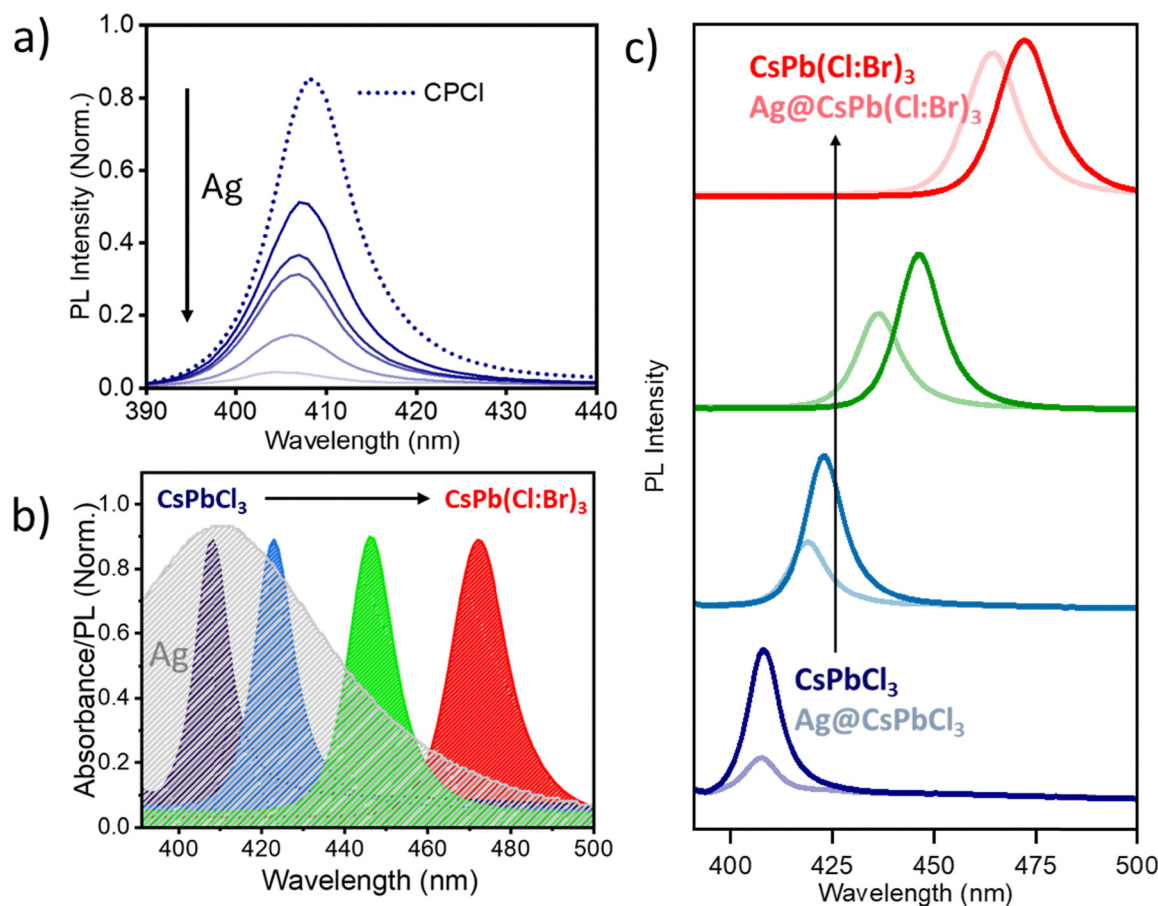 a)
PL Intensity (Norm.)
1.0
0.8
0.6
0.4
0.2
0.0
CPCl
Ag
390 400 410 420 430 440
Wavelength (nm)
b)
Absorbance/PL (Norm.)
1.0
0.8
0.6
0.4
0.2
0.0
CsPbCl₃
CsPb(Cl:Br)₃
Ag
400 420 440 460 480 500
Wavelength (nm)
c)
PL Intensity
CsPb(Cl:Br)₃
Ag@CsPb(Cl:Br)₃
CsPbCl₃
Ag@CsPbCl₃
400 425 450 475 500
Wavelength (nm)